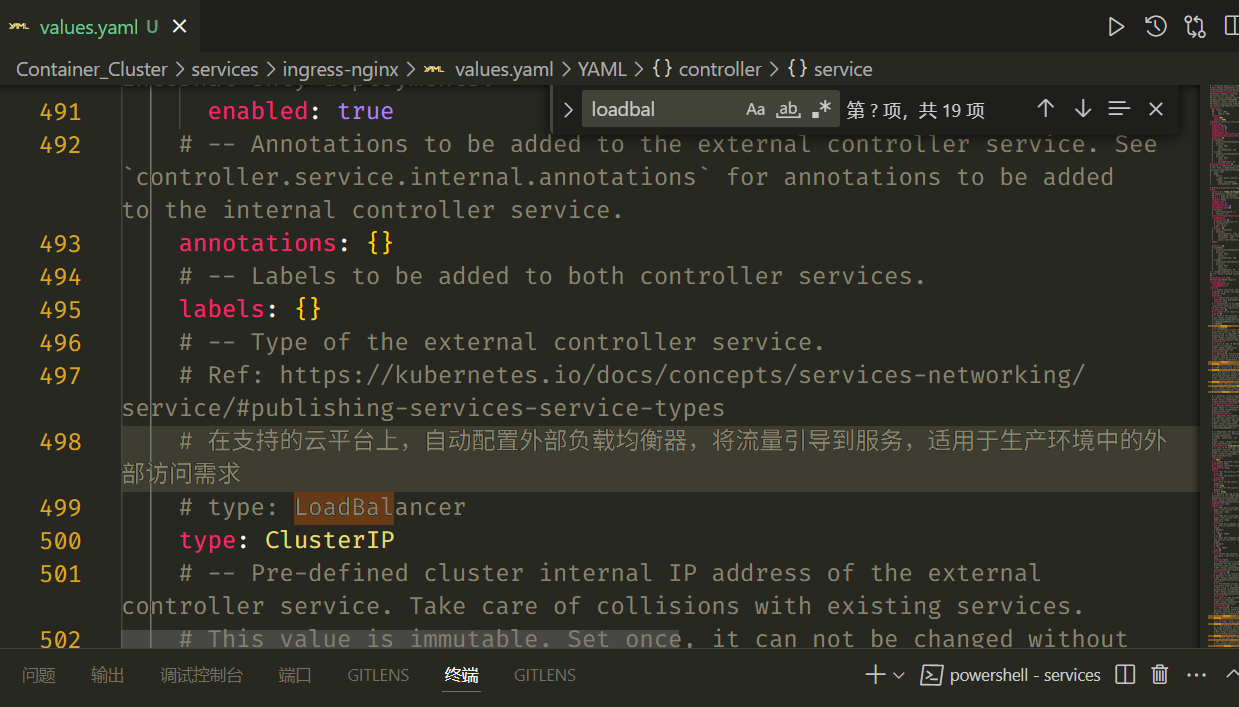 values.yaml U
Container_Cluster > services > ingress-nginx > values.yaml > YAML > {} controller > {} service
loadbal Aa ab .* 第 ? 项，共 19 项
491 enabled: true
492 # -- Annotations to be added to the external controller service. See
`controller.service.internal.annotations` for annotations to be added
to the internal controller service.
493 annotations: {}
494 # -- Labels to be added to both controller services.
495 labels: {}
496 # -- Type of the external controller service.
497 # Ref: https://kubernetes.io/docs/concepts/services-networking/
service/#publishing-services-service-types
498 # 在支持的云平台上，自动配置外部负载均衡器，将流量引导到服务，适用于生产环境中的外
部访问需求
499 # type: LoadBalancer
500 type: ClusterIP
501 # -- Pre-defined cluster internal IP address of the external
controller service. Take care of collisions with existing services.
502 # This value is immutable. Set once, it can not be changed without
问题 输出 调试控制台 端口 GITLENS 终端 GITLENS powershell - services